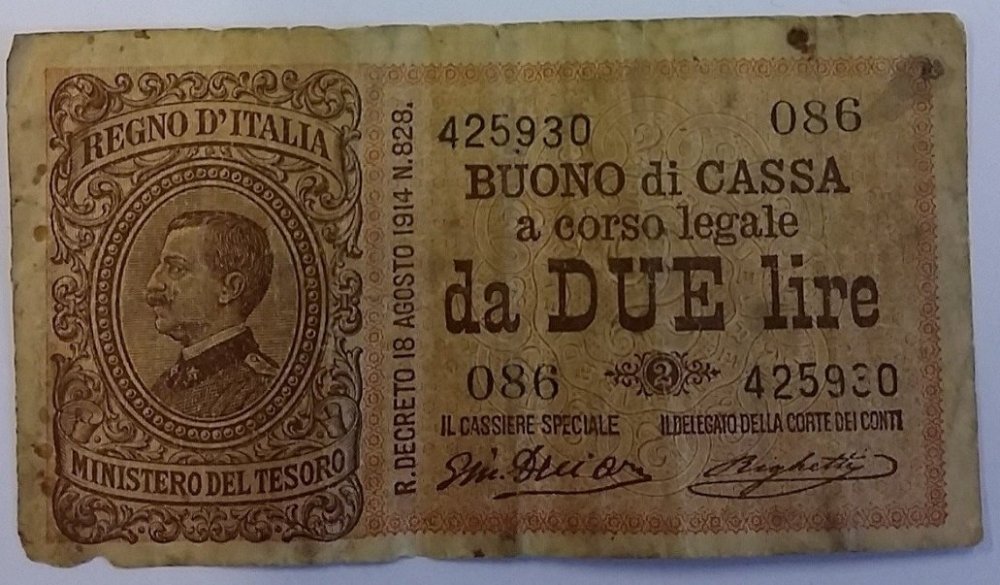 REGNO D'ITALIA
MINISTERO DEL TESORO
R. DECRETO 18 AGOSTO 1914 N. 828.
425930
086
BUONO di CASSA
a corso legale
da DUE lire
086
2
425930
IL CASSIERE SPECIALE
IL DELEGATO DELLA CORTE DEI CONTI
Righetti